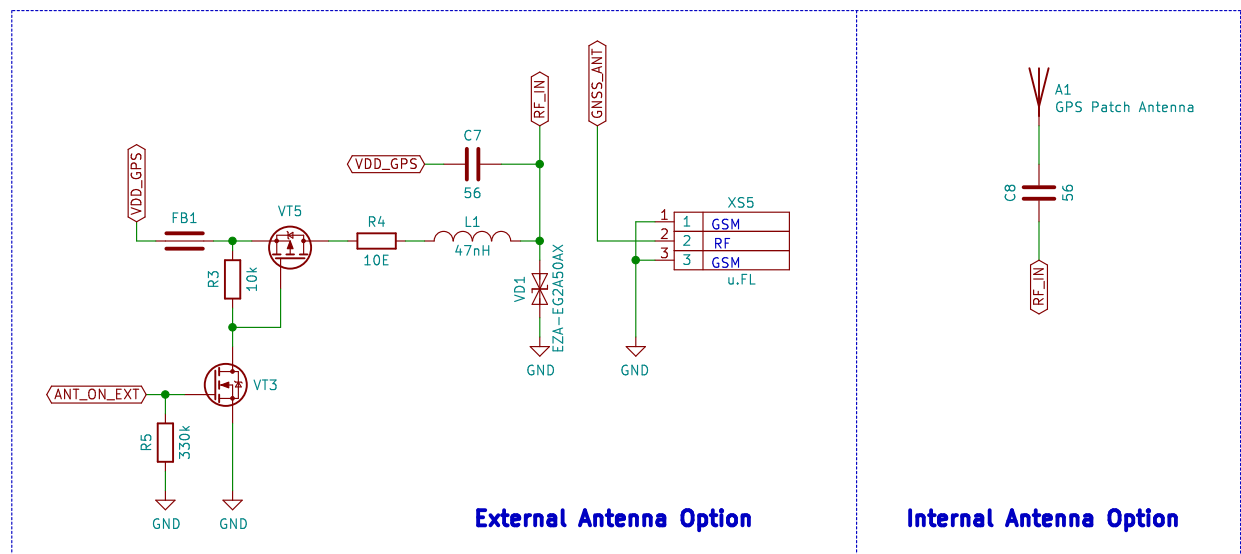 VDD_GPS
FB1
R3
10k
VT5
R4
10E
VDD_GPS
C7
56
L1
47nH
RF_IN
GNSS_ANT
VD1
EZA-EG2A50AX
GND
XS5
1 1 GSM
2 2 RF
3 3 GSM
u.FL
GND
ANT_ON_EXT
VT3
R5
330k
GND
GND
External Antenna Option
A1
GPS Patch Antenna
C8
56
RF_IN
Internal Antenna Option